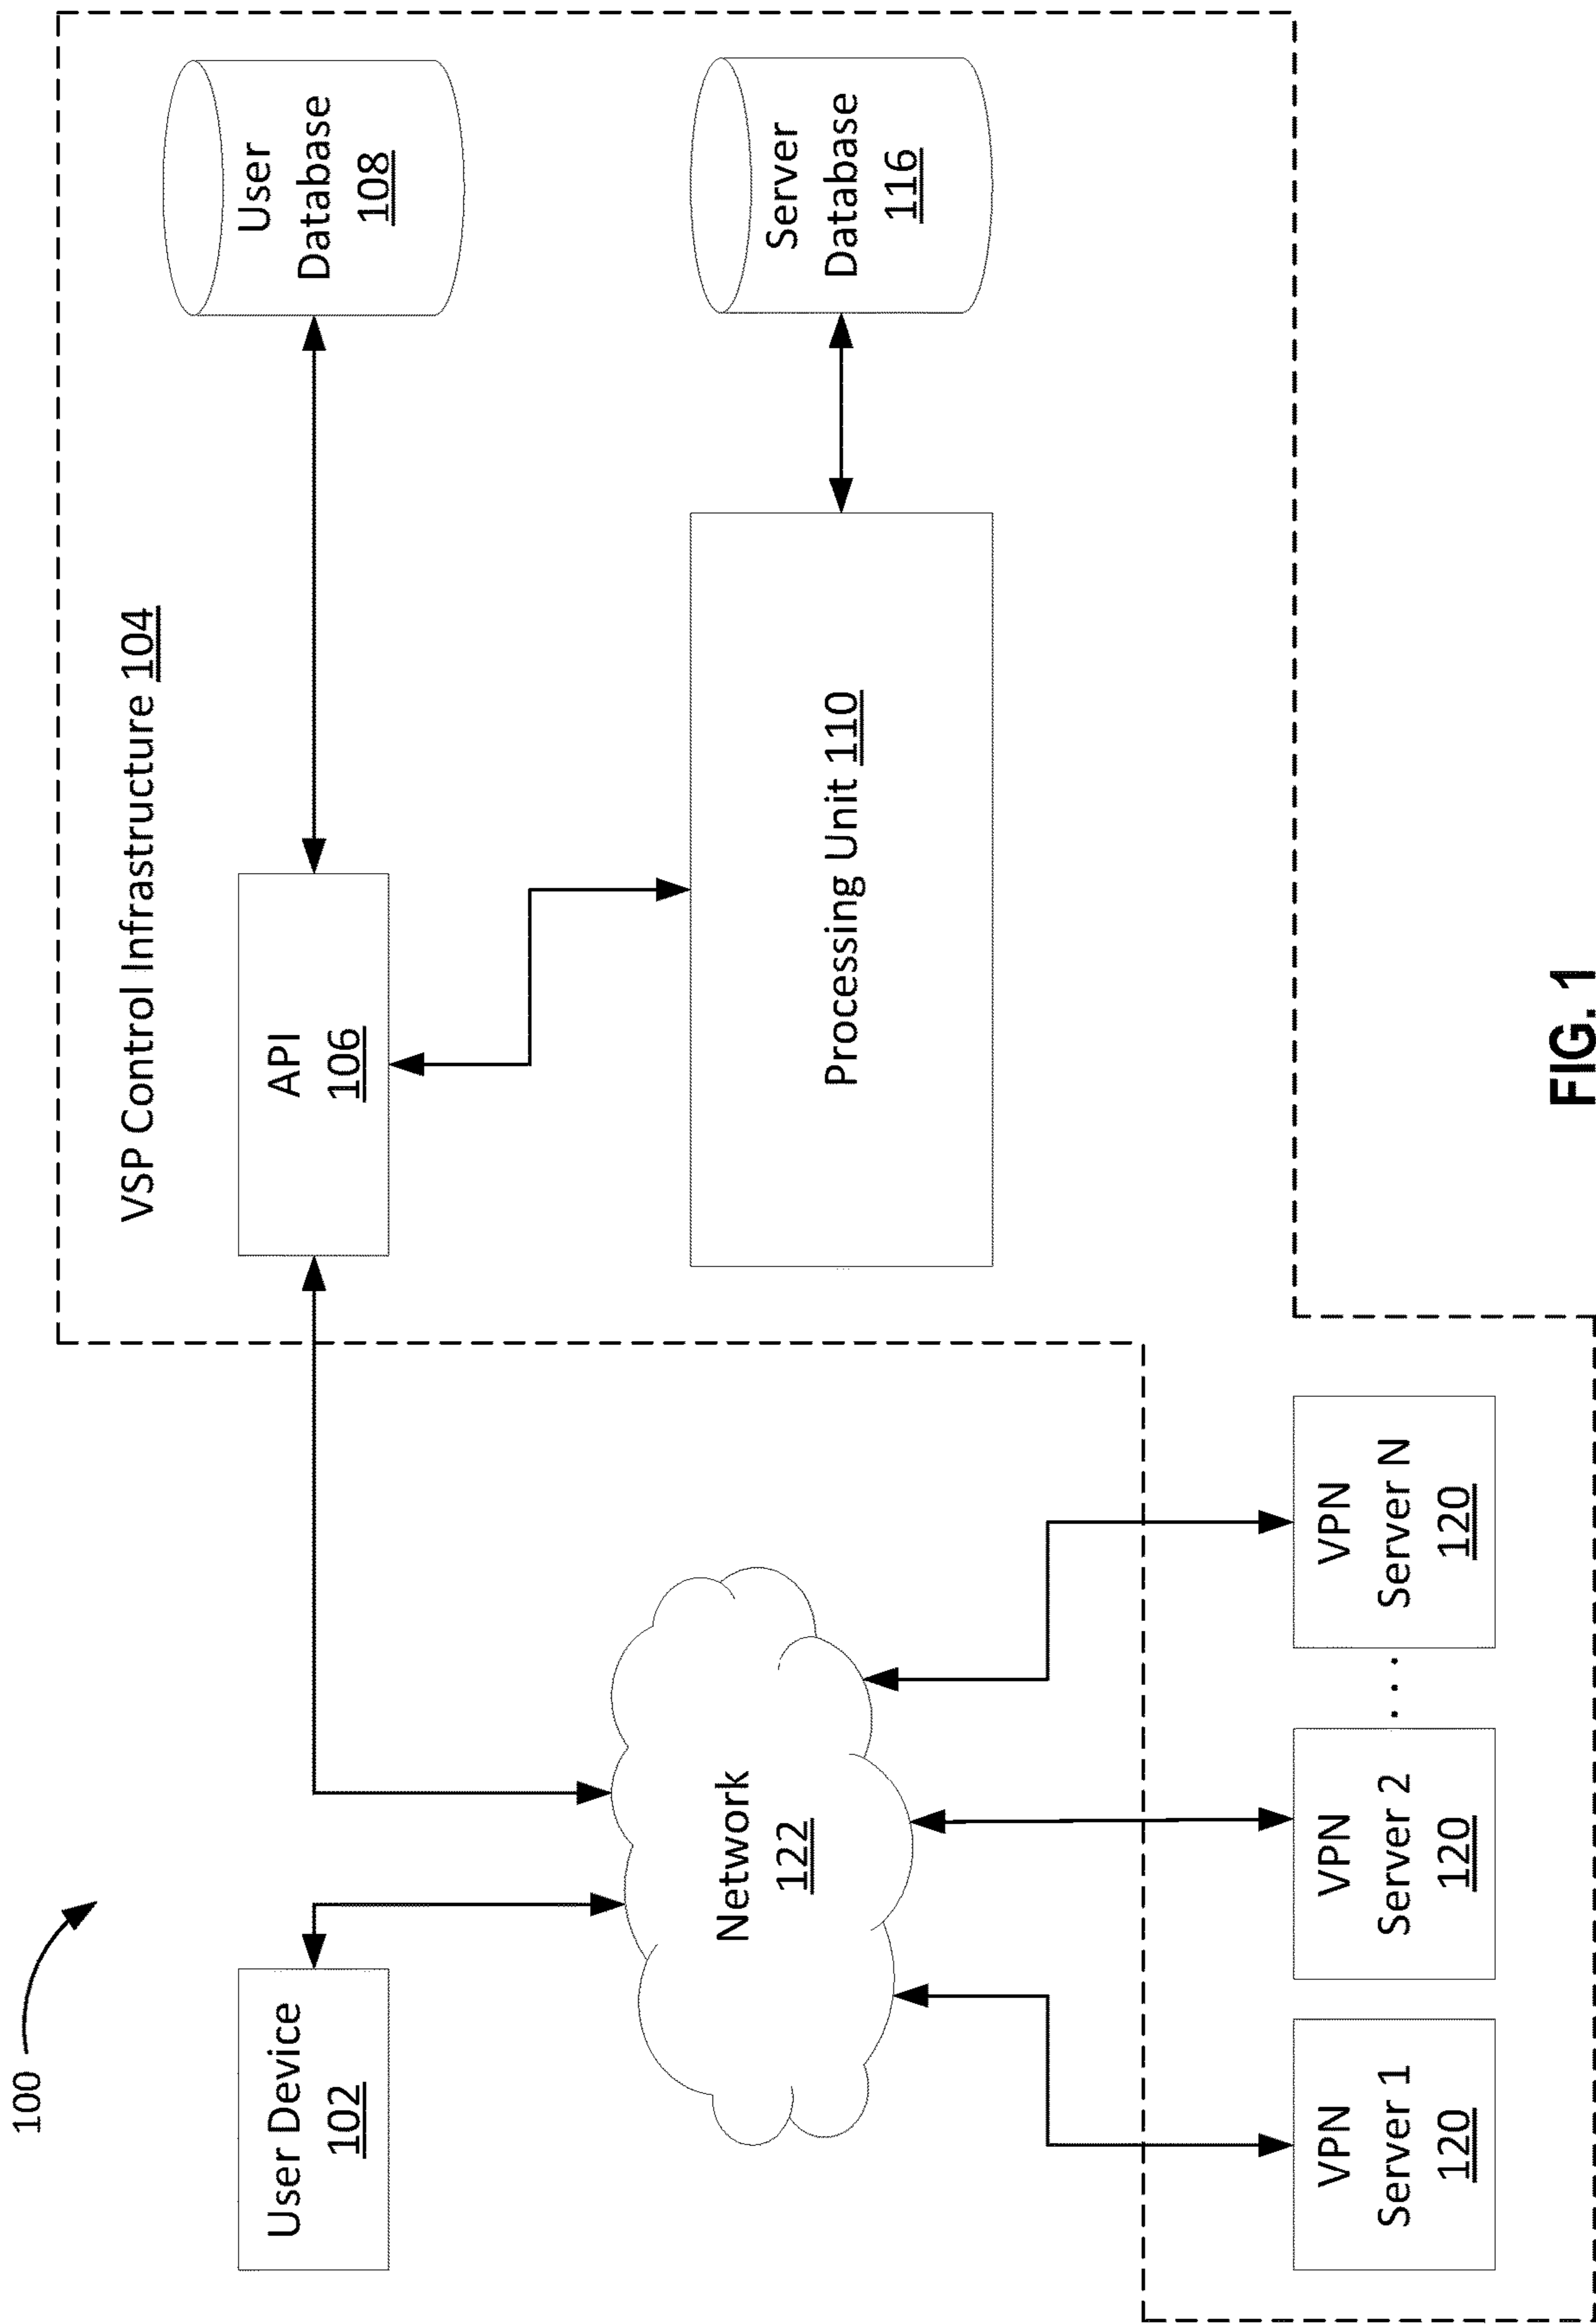 100
VSP Control Infrastructure 104
User Device
102
API
106
User
Database
108
Network
122
Processing Unit 110
Server
Database
116
VPN
Server 1
120
VPN
Server 2
120
. . .
VPN
Server N
120
FIG. 1